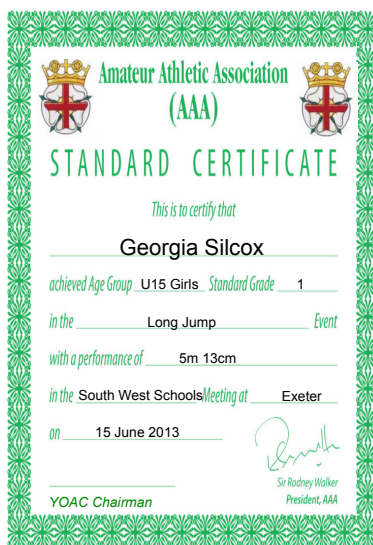 Amateur Athletic Association
(AAA)
STANDARD CERTIFICATE
This is to certify that
Georgia Silcox
achieved Age Group U15 Girls Standard Grade 1
in the Long Jump Event
with a performance of 5m 13cm
in the South West Schools Meeting at Exeter
on 15 June 2013
Sir Rodney Walker
YOAC Chairman President, AAA